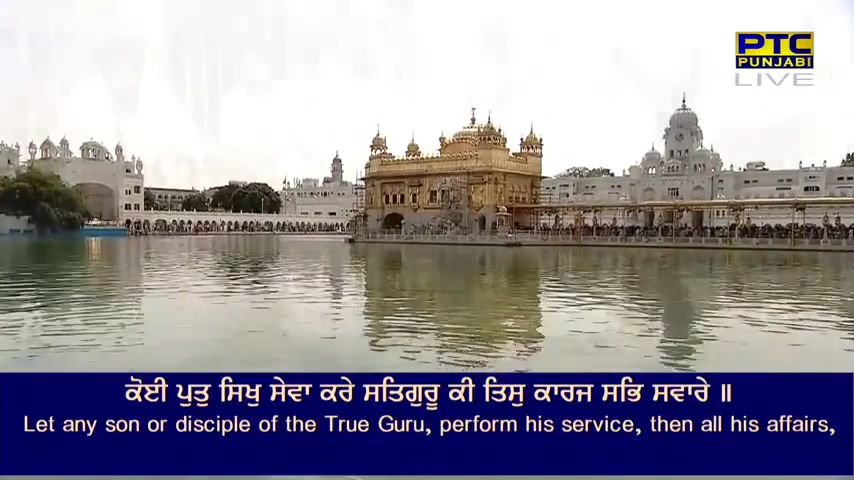 PTC
PUNJABI
LIVE
ਕੋਈ ਪੁਤੁ ਸਿਖੁ ਸੇਵਾ ਕਰੇ ਸਤਿਗੁਰੂ ਕੀ ਤਿਸੁ ਕਾਰਜ ਸਭਿ ਸਵਾਰੇ ॥
Let any son or disciple of the True Guru, perform his service, then all his affairs,